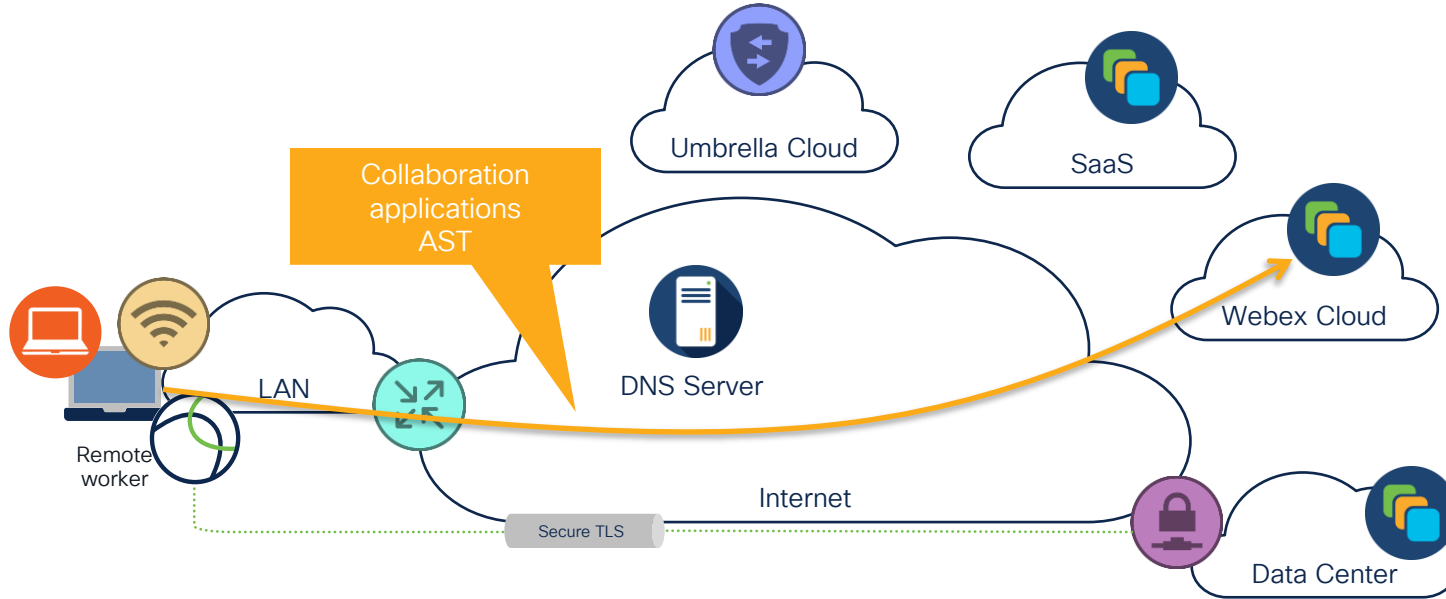 Umbrella Cloud
SaaS
Collaboration
applications
AST
Webex Cloud
DNS Server
LAN
Remote
worker
Internet
Secure TLS
Data Center